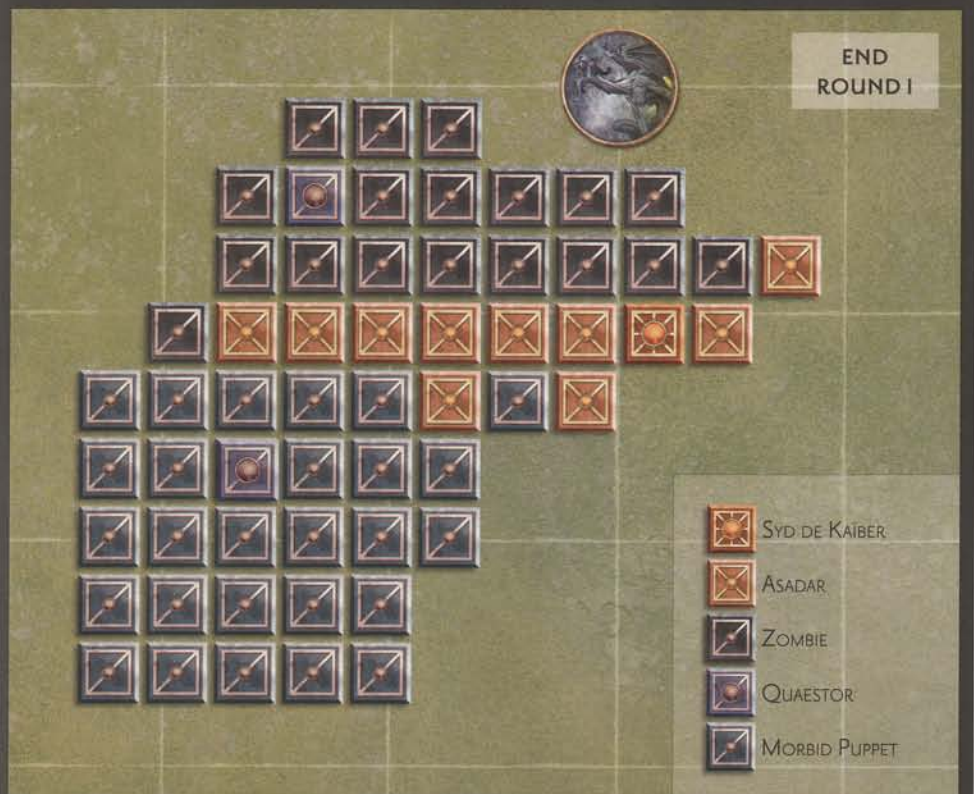 END
ROUND I
SYD DE KAÏBER
ASADAR
ZOMBIE
QUAESTOR
MORBID PUPPET